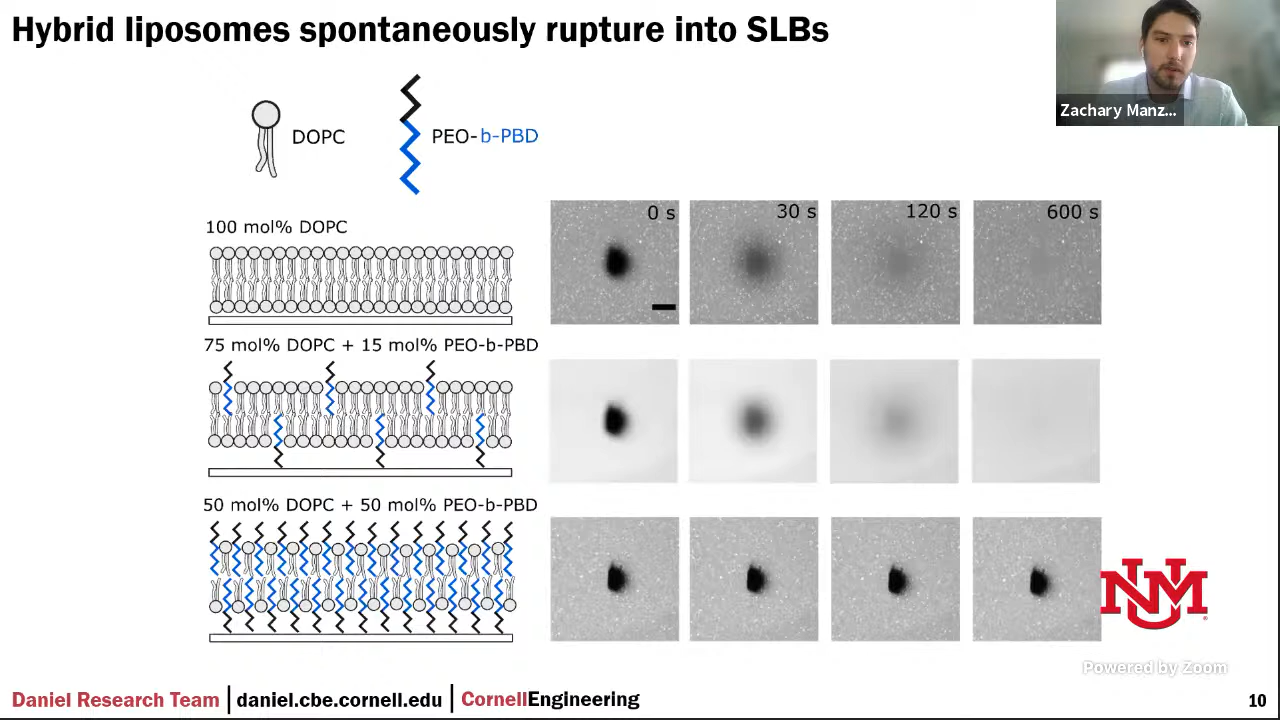 Hybrid liposomes spontaneously rupture into SLBs
Zachary Manz...
DOPC
PEO-b-PBD
100 mol% DOPC
0 s
30 s
120 s
600 s
75 mol% DOPC + 15 mol% PEO-b-PBD
50 mol% DOPC + 50 mol% PEO-b-PBD
NM
Powered by Zoom
Daniel Research Team | daniel.cbe.cornell.edu | CornellEngineering
10